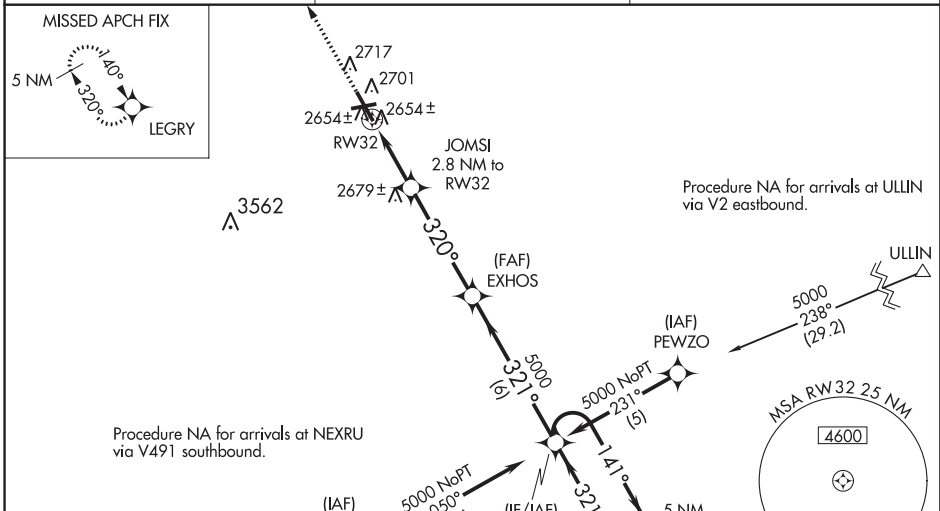 MISSED APCH FIX
5 NM
140°
320°
LEGRY
2717
2701
2654±
2654±
RW32
JOMSI
2.8 NM to
RW32
2679±
3562
320°
Procedure NA for arrivals at ULLIN
via V2 eastbound.
ULLIN
5000
238°
(29.2)
(FAF)
EXHOS
(IAF)
PEWZO
5000
321°
(6)
5000 NoPT
231°
(5)
MSA RW32 25 NM
4600
Procedure NA for arrivals at NEXRU
via V491 southbound.
141°
(IAF)
5000 NoPT
050°
(IF/IAF)
321
5 NM